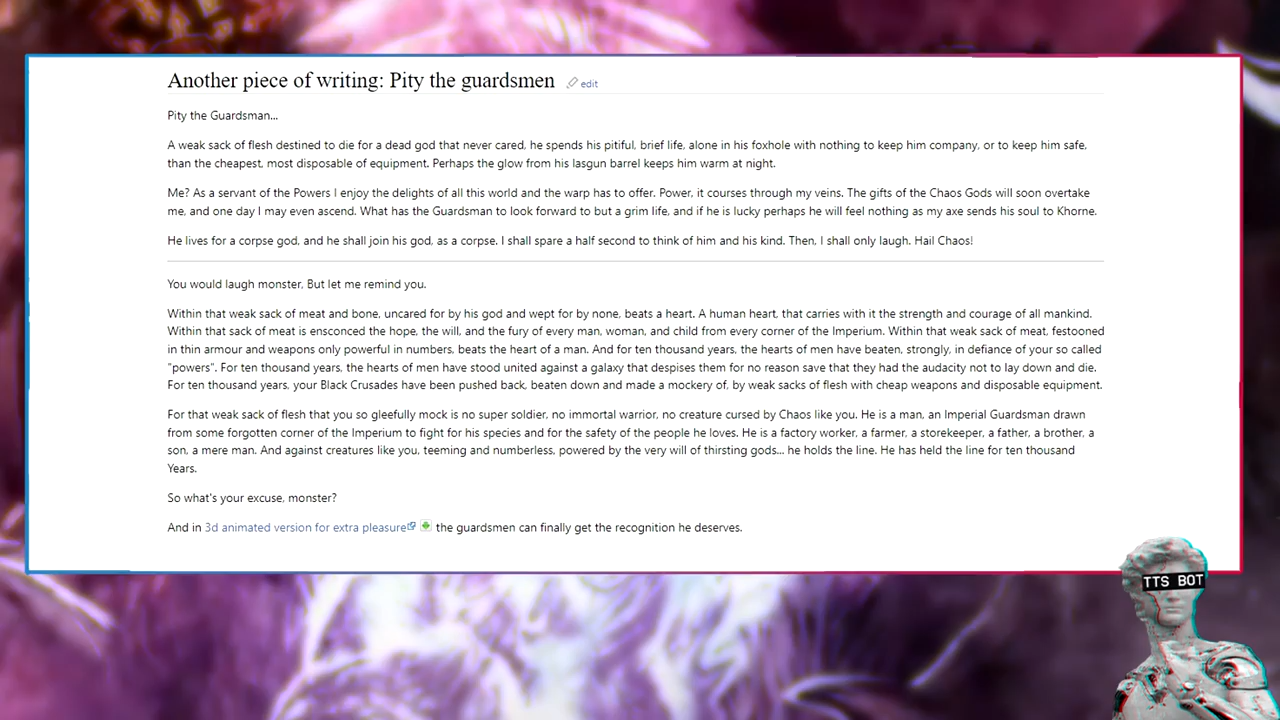 Another piece of writing: Pity the guardsmen edit
Pity the Guardsman...
A weak sack of flesh destined to die for a dead god that never cared, he spends his pitiful, brief life, alone in his foxhole with nothing to keep him company, or to keep him safe,
than the cheapest, most disposable of equipment. Perhaps the glow from his lasgun barrel keeps him warm at night.
Me? As a servant of the Powers I enjoy the delights of all this world and the warp has to offer. Power, it courses through my veins. The gifts of the Chaos Gods will soon overtake
me, and one day I may even ascend. What has the Guardsman to look forward to but a grim life, and if he is lucky perhaps he will feel nothing as my axe sends his soul to Khorne.
He lives for a corpse god, and he shall join his god, as a corpse. I shall spare a half second to think of him and his kind. Then, I shall only laugh. Hail Chaos!
You would laugh monster, But let me remind you.
Within that weak sack of meat and bone, uncared for by his god and wept for by none, beats a heart. A human heart, that carries with it the strength and courage of all mankind.
Within that sack of meat is ensconced the hope, the will, and the fury of every man, woman, and child from every corner of the Imperium. Within that weak sack of meat, festooned
in thin armour and weapons only powerful in numbers, beats the heart of a man. And for ten thousand years, the hearts of men have beaten, strongly, in defiance of your so called
"powers". For ten thousand years, the hearts of men have stood united against a galaxy that despises them for no reason save that they had the audacity not to lay down and die.
For ten thousand years, your Black Crusades have been pushed back, beaten down and made a mockery of, by weak sacks of flesh with cheap weapons and disposable equipment.
For that weak sack of flesh that you so gleefully mock is no super soldier, no immortal warrior, no creature cursed by Chaos like you. He is a man, an Imperial Guardsman drawn
from some forgotten corner of the Imperium to fight for his species and for the safety of the people he loves. He is a factory worker, a farmer, a storekeeper, a father, a brother, a
son, a mere man. And against creatures like you, teeming and numberless, powered by the very will of thirsting gods... he holds the line. He has held the line for ten thousand
Years.
So what's your excuse, monster?
And in 3d animated version for extra pleasure the guardsmen can finally get the recognition he deserves.
TTS BOT